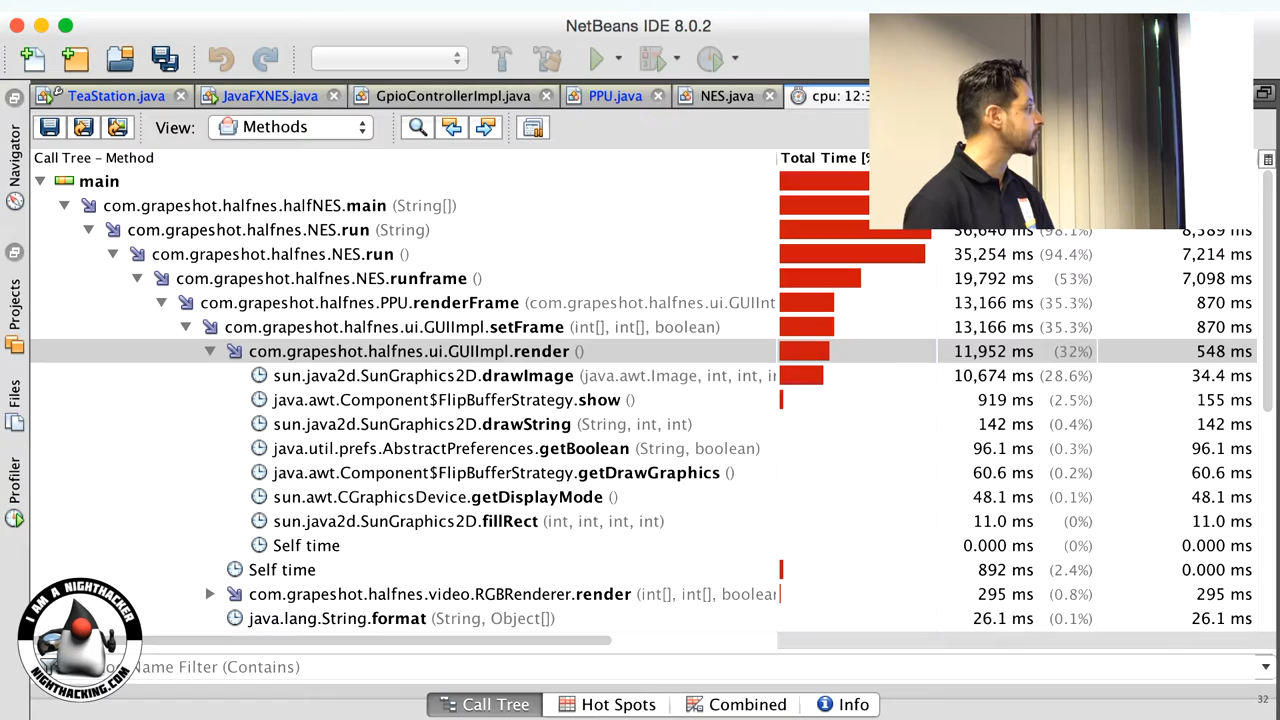 NetBeans IDE 8.0.2
TeaStation.java
JavaFXNES.java
GpioControllerImpl.java
PPU.java
NES.java
cpu: 12:3
View:
Methods
Navigator
Projects
Files
Profiler
Call Tree – Method
Total Time [%
main
com.grapeshot.halfnes.halfNES.main (String[])
com.grapeshot.halfnes.NES.run (String) 36,640 ms (98.1%) 8,389 ms
com.grapeshot.halfnes.NES.run () 35,254 ms (94.4%) 7,214 ms
com.grapeshot.halfnes.NES.runframe () 19,792 ms (53%) 7,098 ms
com.grapeshot.halfnes.PPU.renderFrame (com.grapeshot.halfnes.ui.GUIInt 13,166 ms (35.3%) 870 ms
com.grapeshot.halfnes.ui.GUIImpl.setFrame (int[], int[], boolean) 13,166 ms (35.3%) 870 ms
com.grapeshot.halfnes.ui.GUIImpl.render () 11,952 ms (32%) 548 ms
sun.java2d.SunGraphics2D.drawImage (java.awt.Image, int, int, i 10,674 ms (28.6%) 34.4 ms
java.awt.Component$FlipBufferStrategy.show () 919 ms (2.5%) 155 ms
sun.java2d.SunGraphics2D.drawString (String, int, int) 142 ms (0.4%) 142 ms
java.util.prefs.AbstractPreferences.getBoolean (String, boolean) 96.1 ms (0.3%) 96.1 ms
java.awt.Component$FlipBufferStrategy.getDrawGraphics () 60.6 ms (0.2%) 60.6 ms
sun.awt.CGraphicsDevice.getDisplayMode () 48.1 ms (0.1%) 48.1 ms
sun.java2d.SunGraphics2D.fillRect (int, int, int, int) 11.0 ms (0%) 11.0 ms
Self time 0.000 ms (0%) 0.000 ms
Self time 892 ms (2.4%) 0.000 ms
com.grapeshot.halfnes.video.RGBRenderer.render (int[], int[], boolea 295 ms (0.8%) 295 ms
java.lang.String.format (String, Object[]) 26.1 ms (0.1%) 26.1 ms
I AM A NIGHTHACKER
NIGHTHACKING.COM
Name Filter (Contains)
Call Tree
Hot Spots
Combined
Info
32